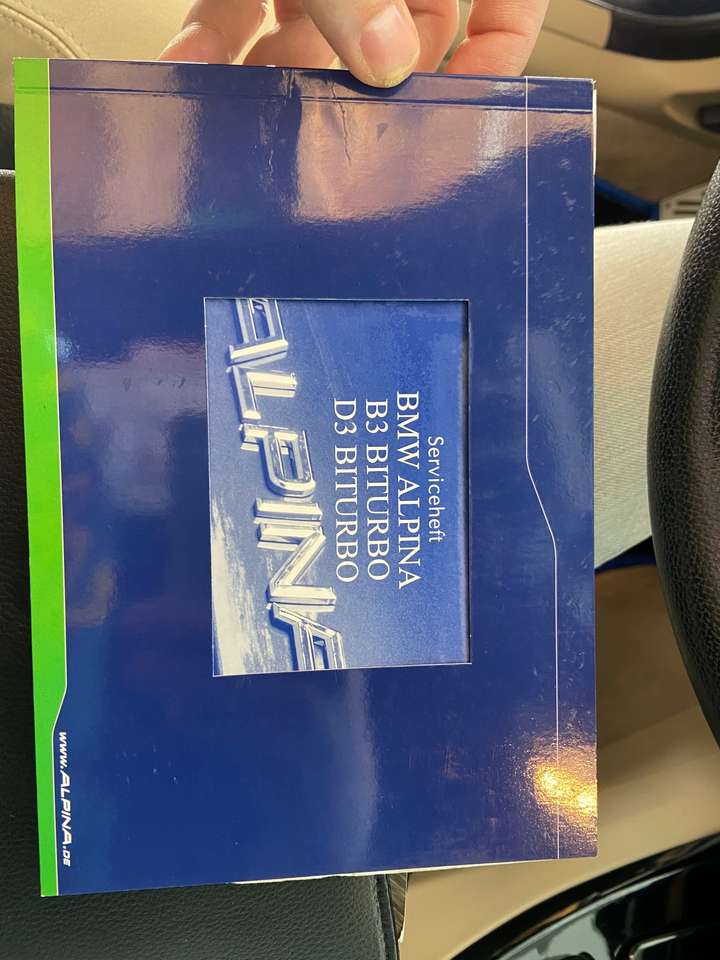 Serviceheft
BMW ALPINA
B3 BITURBO
D3 BITURBO
ALPINA
www.ALPINA.DE